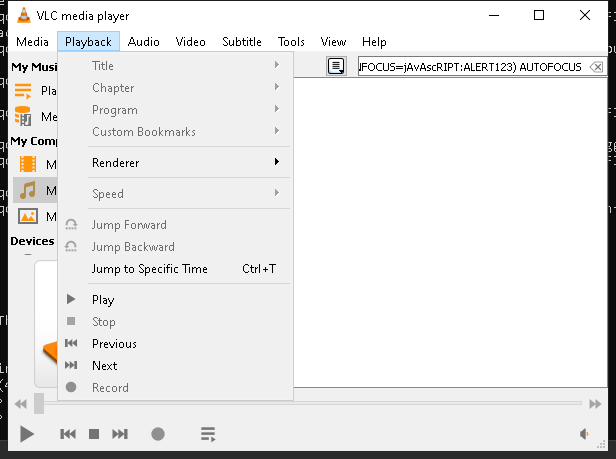 VLC media player
Media Playback Audio Video Subtitle Tools View Help
My Musi
Pla
Me
My Comp
M
M
M
Devices
Title
Chapter
Program
Custom Bookmarks
Renderer
Speed
Jump Forward
Jump Backward
Jump to Specific Time Ctrl+T
Play
Stop
Previous
Next
Record
FOCUS=jAvAscRIPT:ALERT123) AUTOFOCUS